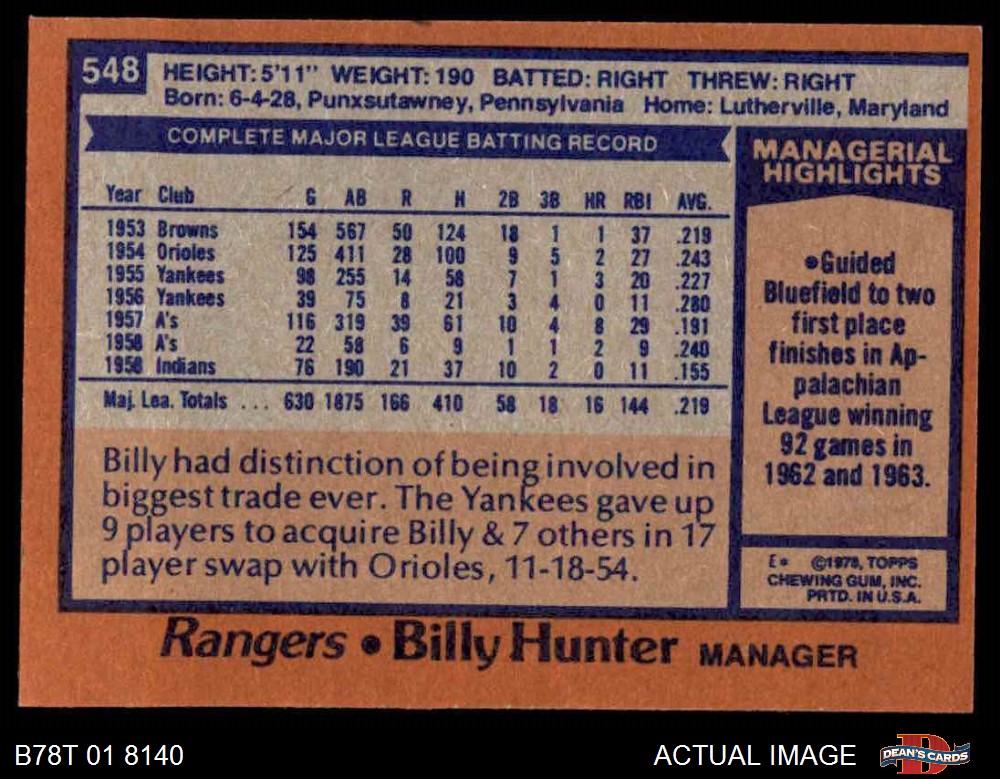 548
HEIGHT: 5'11" WEIGHT: 190 BATTED: RIGHT THREW: RIGHT
Born: 6-4-28, Punxsutawney, Pennsylvania Home: Lutherville, Maryland
COMPLETE MAJOR LEAGUE BATTING RECORD
Year Club G AB R H 2B 3B HR RBI AVG.
1953 Browns 154 567 50 124 18 1 1 37 .219
1954 Orioles 125 411 28 100 9 5 2 27 .243
1955 Yankees 98 255 14 58 7 1 3 20 .227
1956 Yankees 39 75 8 21 3 4 0 11 .280
1957 A's 116 319 39 61 10 4 8 29 .191
1958 A's 22 58 6 9 1 1 2 9 .240
1958 Indians 76 190 21 37 10 2 0 11 .155
Maj. Lea. Totals ... 630 1875 166 410 58 18 16 144 .219
MANAGERIAL
HIGHLIGHTS
•Guided
Bluefield to two
first place
finishes in Ap-
palachian
League winning
92 games in
1962 and 1963.
Billy had distinction of being involved in
biggest trade ever. The Yankees gave up
9 players to acquire Billy & 7 others in 17
player swap with Orioles, 11-18-54.
E* ©1978, TOPPS
CHEWING GUM, INC.
PRTD. IN U.S.A.
Rangers • Billy Hunter MANAGER
B78T 01 8140
ACTUAL IMAGE
DEAN'S CARDS